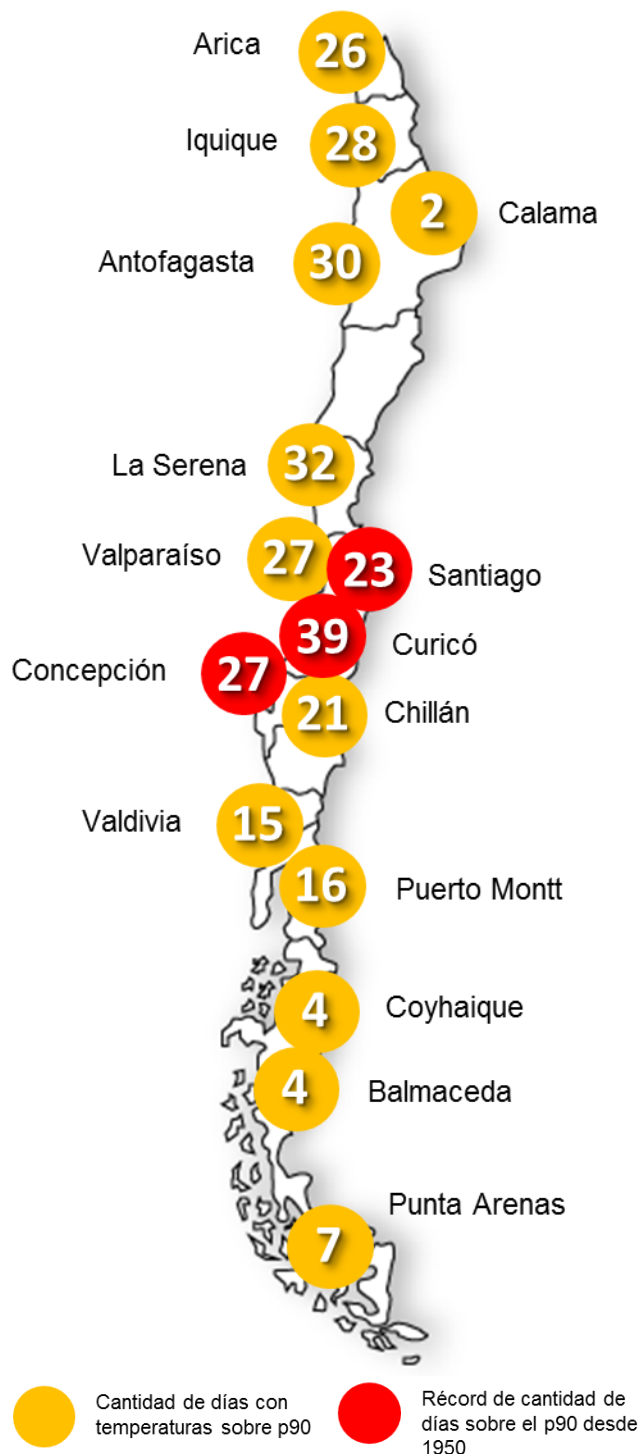 Arica
26
Iquique
28
2
Calama
Antofagasta
30
La Serena
32
Valparaíso
27
23
Santiago
39
Curicó
Concepción
27
21
Chillán
Valdivia
15
16
Puerto Montt
4
Coyhaique
4
Balmaceda
Punta Arenas
7
Cantidad de días con
temperaturas sobre p90
Récord de cantidad de
días sobre el p90 desde
1950